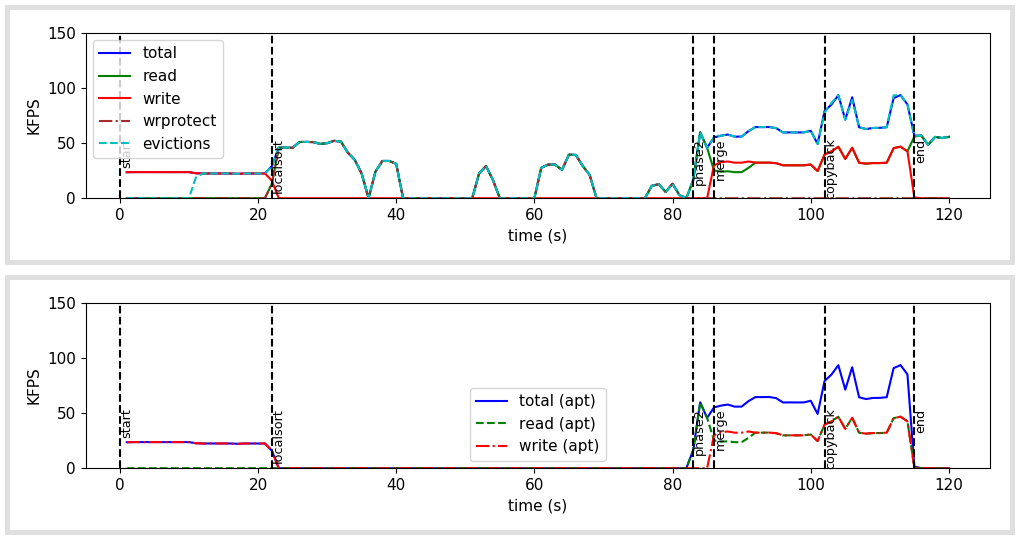 150
100
50
0
KFPS
total
read
write
wrprotect
evictions
start
localsort
phase2
merge
copyback
end
0
20
40
60
80
100
120
time (s)
150
100
50
0
KFPS
start
localsort
total (apt)
read (apt)
write (apt)
phase2
merge
copyback
end
0
20
40
60
80
100
120
time (s)